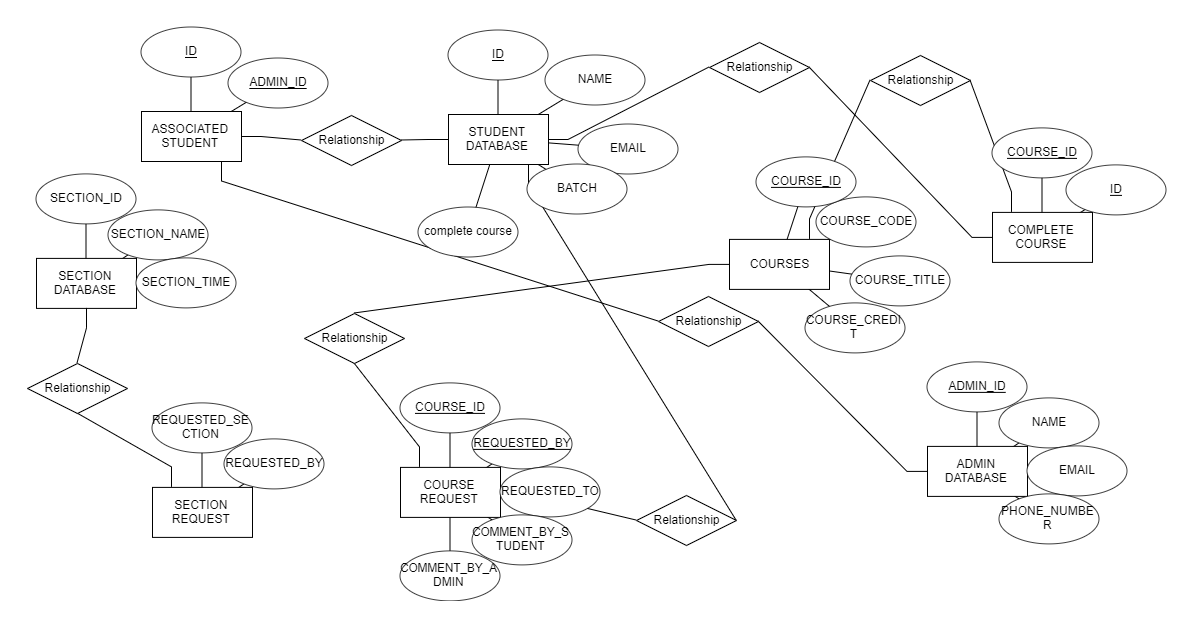 ID
ADMIN_ID
ASSOCIATED
STUDENT
Relationship
ID
NAME
STUDENT
DATABASE
EMAIL
BATCH
complete course
Relationship
Relationship
COURSE_ID
ID
COMPLETE
COURSE
COURSE_ID
COURSE_CODE
COURSES
COURSE_TITLE
COURSE_CREDI
T
SECTION_ID
SECTION_NAME
SECTION
DATABASE
SECTION_TIME
Relationship
Relationship
Relationship
REQUESTED_SE
CTION
REQUESTED_BY
SECTION
REQUEST
COURSE_ID
REQUESTED_BY
COURSE
REQUEST
REQUESTED_TO
COMMENT_BY_S
TUDENT
COMMENT_BY_A
DMIN
Relationship
ADMIN_ID
NAME
ADMIN
DATABASE
EMAIL
PHONE_NUMBE
R